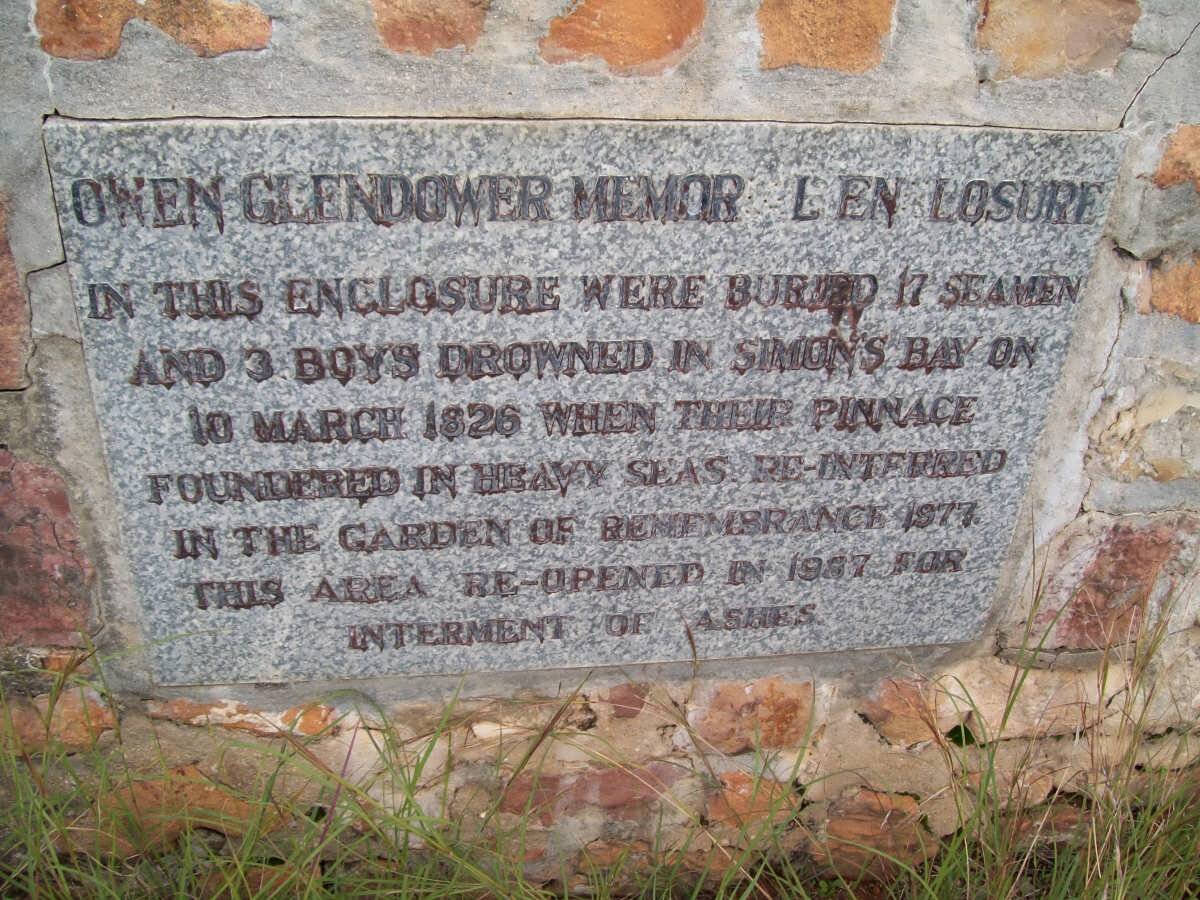 OWEN GLENDOWER MEMOR L EN LOSURE
IN THIS ENCLOSURE WERE BURIED 17 SEAMEN
AND 3 BOYS DROWNED IN SIMON'S BAY ON
10 MARCH 1826 WHEN THEIR PINNACE
FOUNDERED IN HEAVY SEAS. RE-INTERRED
IN THE GARDEN OF REMEMBRANCE 1977.
THIS AREA RE-OPENED IN 1987 FOR
INTERMENT OF ASHES.